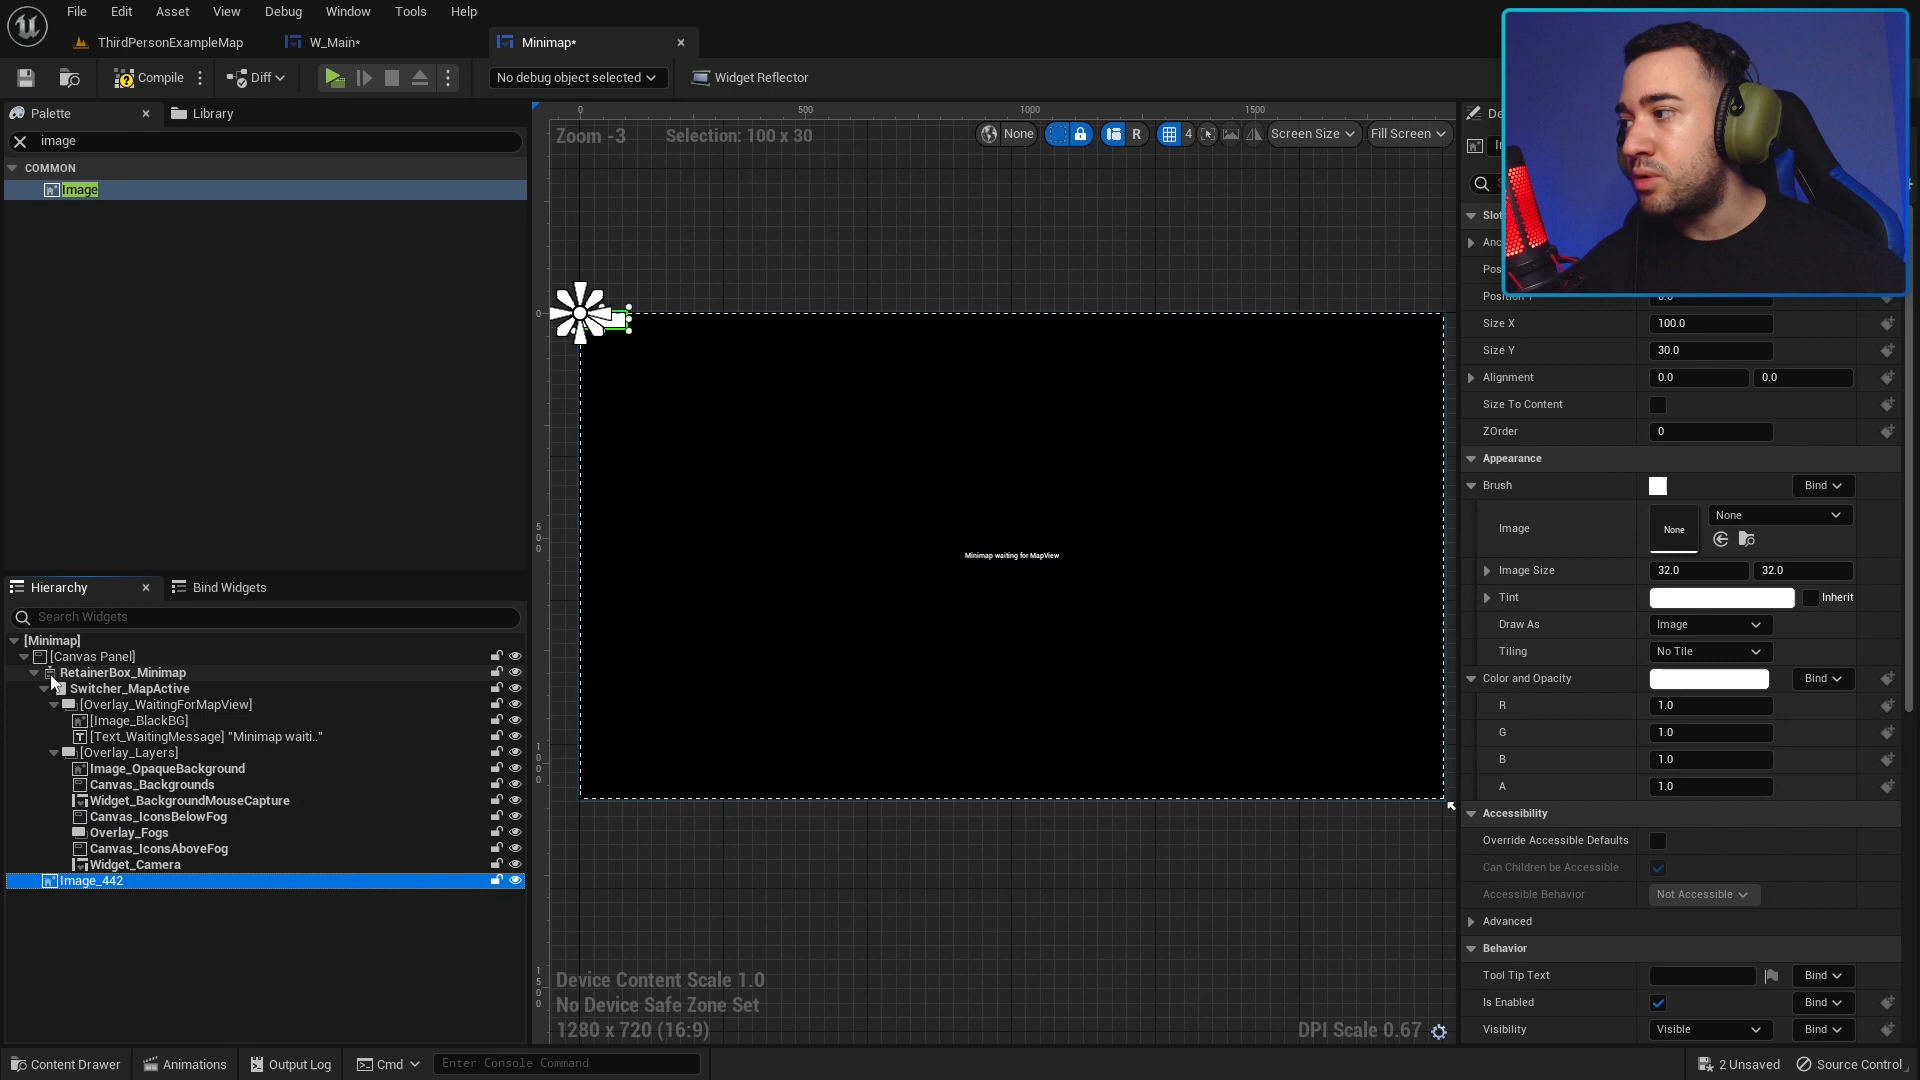 File Edit Asset View Debug Window Tools Help
ThirdPersonExampleMap W_Main* Minimap*
Compile Diff No debug object selected Widget Reflector
Palette Library
image
COMMON
Image
0 500 1000 1500
Zoom -3 Selection: 100 x 30 None R 4 Screen Size Fill Screen
0
500
1000
1500
Minimap waiting for MapView
Device Content Scale 1.0
No Device Safe Zone Set
1280 x 720 (16:9) DPI Scale 0.67
Hierarchy Bind Widgets
Search Widgets
[Minimap]
[Canvas Panel]
RetainerBox_Minimap
Switcher_MapActive
[Overlay_WaitingForMapView]
[Image_BlackBG]
[Text_WaitingMessage] "Minimap waiti.."
[Overlay_Layers]
Image_OpaqueBackground
Canvas_Backgrounds
Widget_BackgroundMouseCapture
Canvas_IconsBelowFog
Overlay_Fogs
Canvas_IconsAboveFog
Widget_Camera
Image_442
Size X 100.0
Size Y 30.0
Alignment 0.0 0.0
Size To Content
ZOrder 0
Appearance
Brush Bind
Image None None
Image Size 32.0 32.0
Tint Inherit
Draw As Image
Tiling No Tile
Color and Opacity Bind
R 1.0
G 1.0
B 1.0
A 1.0
Accessibility
Override Accessible Defaults
Can Children be Accessible
Accessible Behavior Not Accessible
Advanced
Behavior
Tool Tip Text Bind
Is Enabled Bind
Visibility Visible Bind
Content Drawer Animations Output Log Cmd Enter Console Command 2 Unsaved Source Control